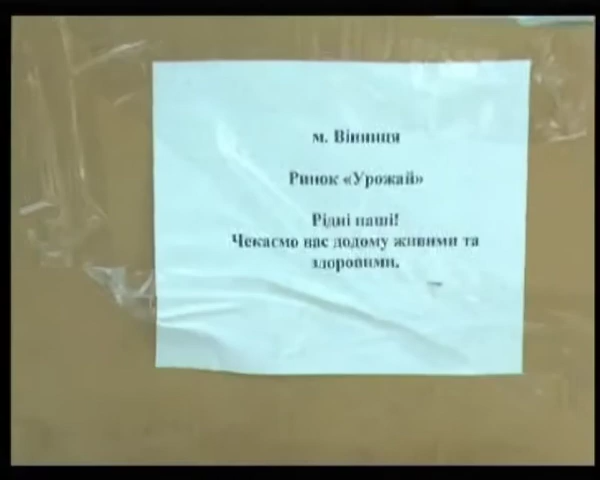 м. Вінниця
Ринок «Урожай»
Рідні наші!
Чекаємо вас додому живими та
здоровими.